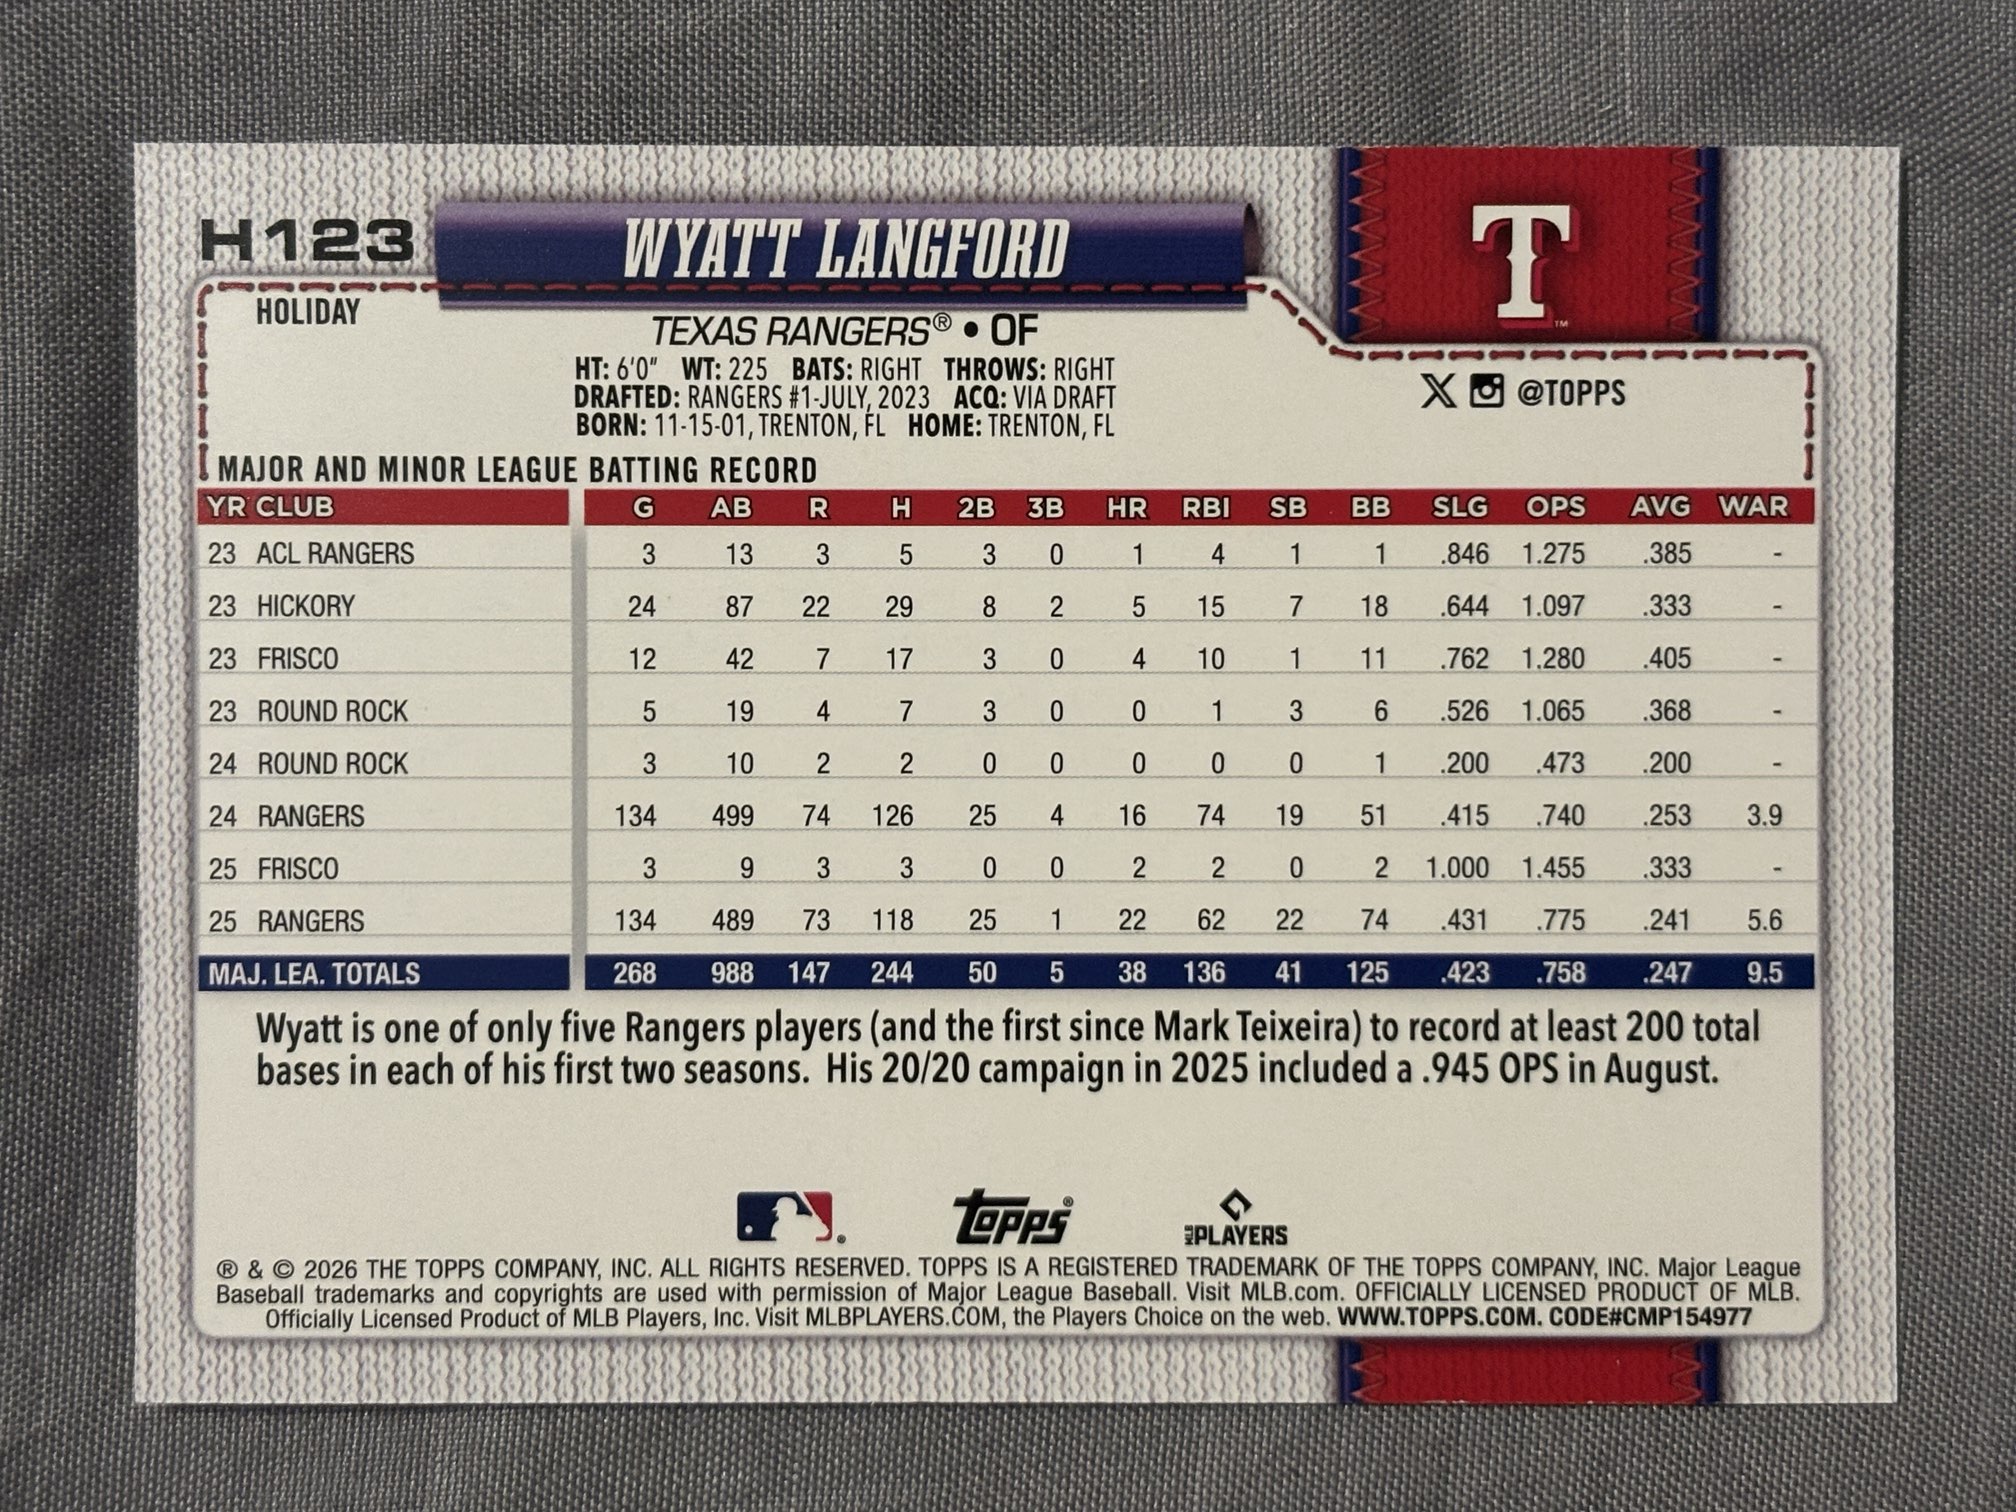 H123
WYATT LANGFORD
T™
HOLIDAY
TEXAS RANGERS® • OF
HT: 6'0" WT: 225 BATS: RIGHT THROWS: RIGHT
DRAFTED: RANGERS #1-JULY, 2023 ACQ: VIA DRAFT
BORN: 11-15-01, TRENTON, FL HOME: TRENTON, FL
@TOPPS
MAJOR AND MINOR LEAGUE BATTING RECORD
YR CLUB G AB R H 2B 3B HR RBI SB BB SLG OPS AVG WAR
23 ACL RANGERS 3 13 3 5 3 0 1 4 1 1 .846 1.275 .385 -
23 HICKORY 24 87 22 29 8 2 5 15 7 18 .644 1.097 .333 -
23 FRISCO 12 42 7 17 3 0 4 10 1 11 .762 1.280 .405 -
23 ROUND ROCK 5 19 4 7 3 0 0 1 3 6 .526 1.065 .368 -
24 ROUND ROCK 3 10 2 2 0 0 0 0 0 1 .200 .473 .200 -
24 RANGERS 134 499 74 126 25 4 16 74 19 51 .415 .740 .253 3.9
25 FRISCO 3 9 3 3 0 0 2 2 0 2 1.000 1.455 .333 -
25 RANGERS 134 489 73 118 25 1 22 62 22 74 .431 .775 .241 5.6
MAJ. LEA. TOTALS 268 988 147 244 50 5 38 136 41 125 .423 .758 .247 9.5
Wyatt is one of only five Rangers players (and the first since Mark Teixeira) to record at least 200 total
bases in each of his first two seasons. His 20/20 campaign in 2025 included a .945 OPS in August.
Topps® MLB PLAYERS
® & © 2026 THE TOPPS COMPANY, INC. ALL RIGHTS RESERVED. TOPPS IS A REGISTERED TRADEMARK OF THE TOPPS COMPANY, INC. Major League
Baseball trademarks and copyrights are used with permission of Major League Baseball. Visit MLB.com. OFFICIALLY LICENSED PRODUCT OF MLB.
Officially Licensed Product of MLB Players, Inc. Visit MLBPLAYERS.COM, the Players Choice on the web. WWW.TOPPS.COM. CODE#CMP154977